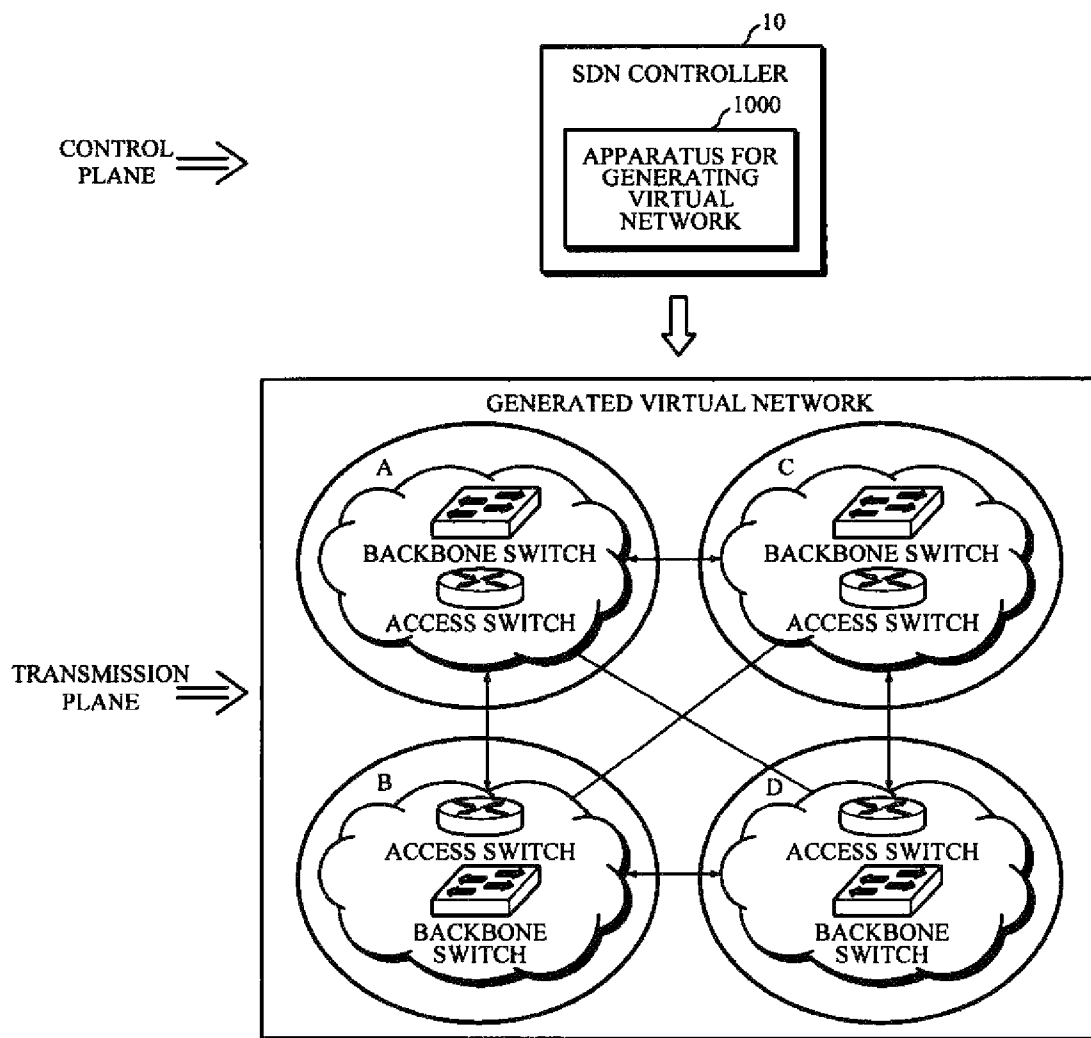 10
SDN CONTROLLER
1000
APPARATUS FOR
GENERATING
VIRTUAL
NETWORK
CONTROL
PLANE
GENERATED VIRTUAL NETWORK
A
BACKBONE SWITCH
ACCESS SWITCH
C
BACKBONE SWITCH
ACCESS SWITCH
TRANSMISSION
PLANE
B
ACCESS SWITCH
BACKBONE
SWITCH
D
ACCESS SWITCH
BACKBONE
SWITCH